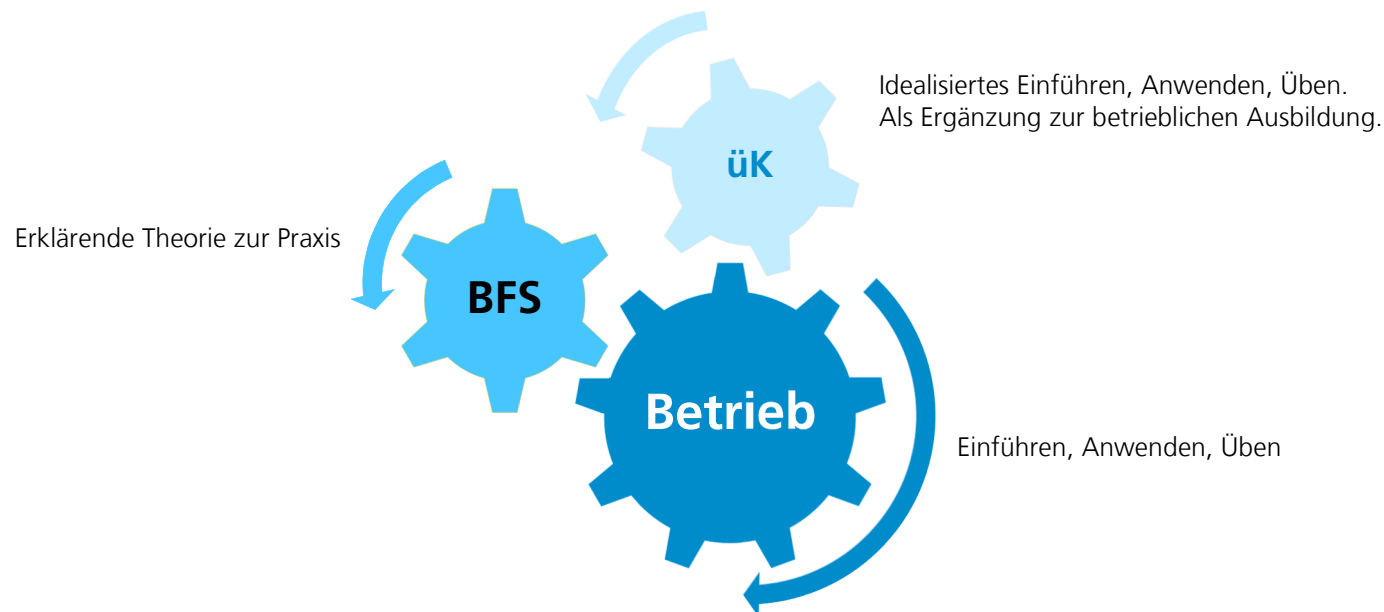 Idealisiertes Einführen, Anwenden, Üben.
Als Ergänzung zur betrieblichen Ausbildung.
üK
Erklärende Theorie zur Praxis
BFS
Betrieb
Einführen, Anwenden, Üben